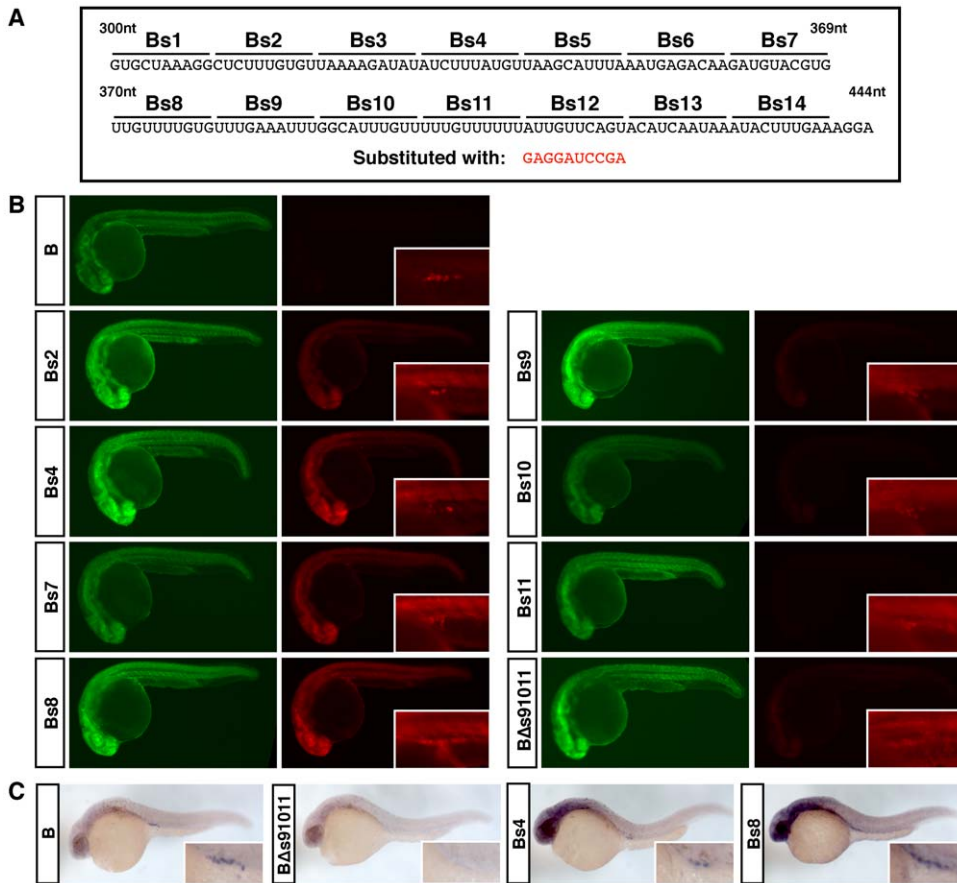 A
300nt Bs1 Bs2 Bs3 Bs4 Bs5 Bs6 Bs7 369nt
GUGCUAAAGGCUCUUUGUGUUAAAAGAUAUAUCUUUAUGUUAAGCAUUUAAAUGAGACAAGAUGUACGUG
370nt Bs8 Bs9 Bs10 Bs11 Bs12 Bs13 Bs14 444nt
UUGUUUUGUGUUUGAAAUUUGGCAUUUGUUUUUGUUUUUUAUUGUUCAGUACAUCAAUAAAUACUUUGAAAGGA
Substituted with: GAGGAUCCGA
B
B
Bs2
Bs9
Bs4
Bs10
Bs7
Bs11
Bs8
BΔs91011
C
B
BΔs91011
Bs4
Bs8